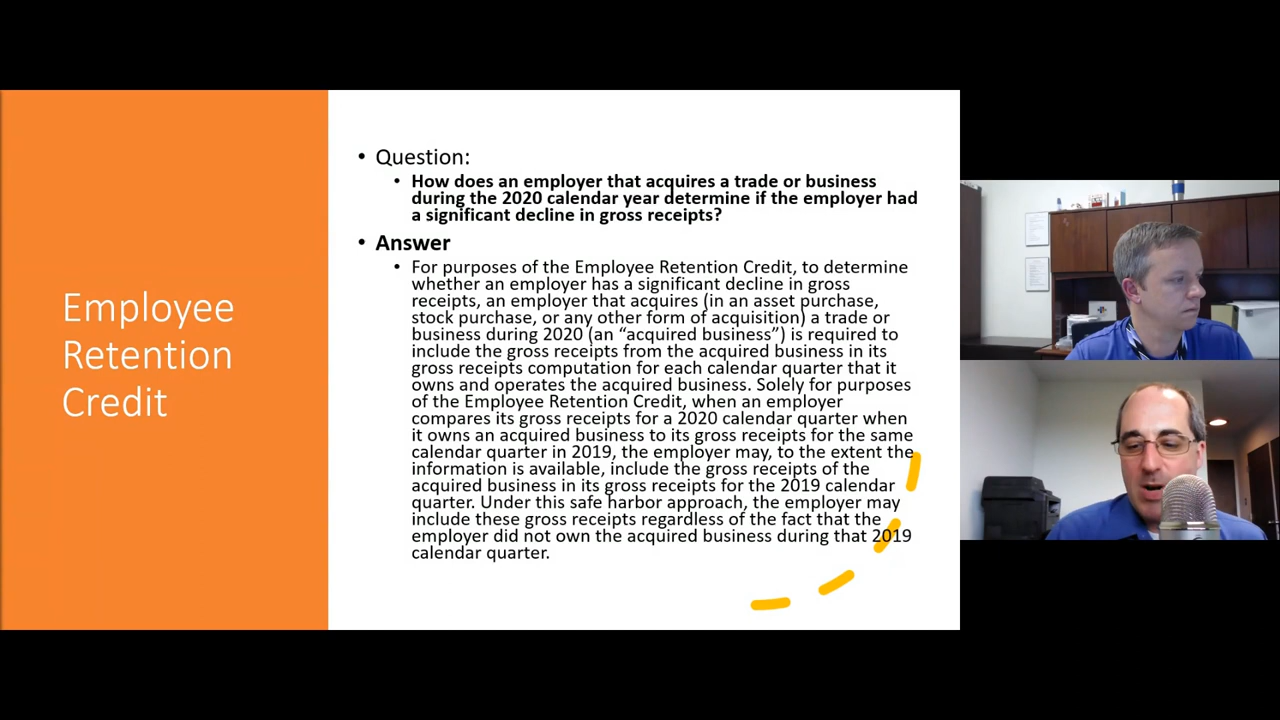 Employee
Retention
Credit
• Question:
• How does an employer that acquires a trade or business
during the 2020 calendar year determine if the employer had
a significant decline in gross receipts?
• Answer
• For purposes of the Employee Retention Credit, to determine
whether an employer has a significant decline in gross
receipts, an employer that acquires (in an asset purchase,
stock purchase, or any other form of acquisition) a trade or
business during 2020 (an “acquired business”) is required to
include the gross receipts from the acquired business in its
gross receipts computation for each calendar quarter that it
owns and operates the acquired business. Solely for purposes
of the Employee Retention Credit, when an employer
compares its gross receipts for a 2020 calendar quarter when
it owns an acquired business to its gross receipts for the same
calendar quarter in 2019, the employer may, to the extent the
information is available, include the gross receipts of the
acquired business in its gross receipts for the 2019 calendar
quarter. Under this safe harbor approach, the employer may
include these gross receipts regardless of the fact that the
employer did not own the acquired business during that 2019
calendar quarter.